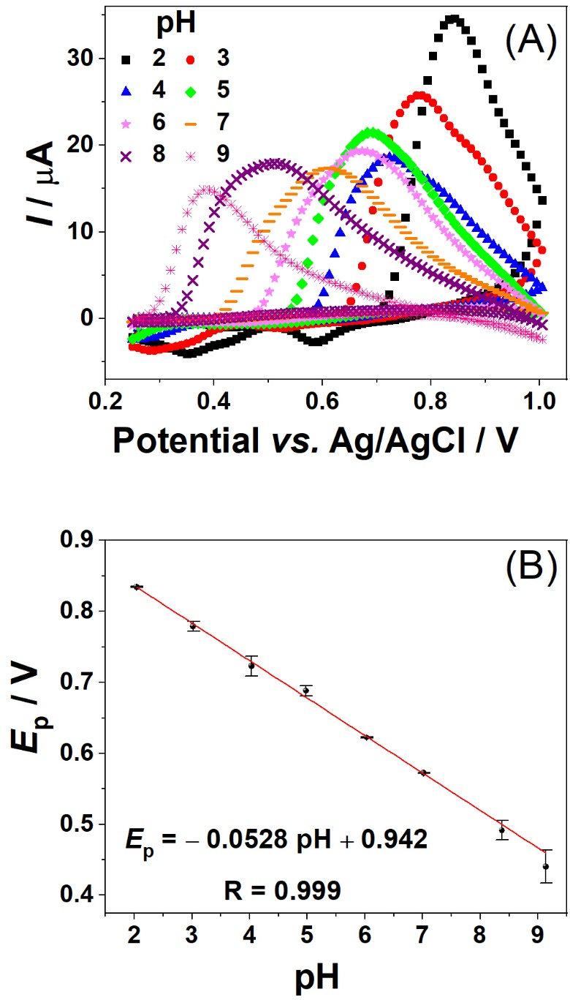 (A)
pH
2 3
4 5
6 7
8 9
30
20
10
0
I / μA
0.2 0.4 0.6 0.8 1.0
Potential vs. Ag/AgCl / V
(B)
0.9
0.8
0.7
0.6
0.5
0.4
Ep / V
Ep = − 0.0528 pH + 0.942
R = 0.999
2 3 4 5 6 7 8 9
pH